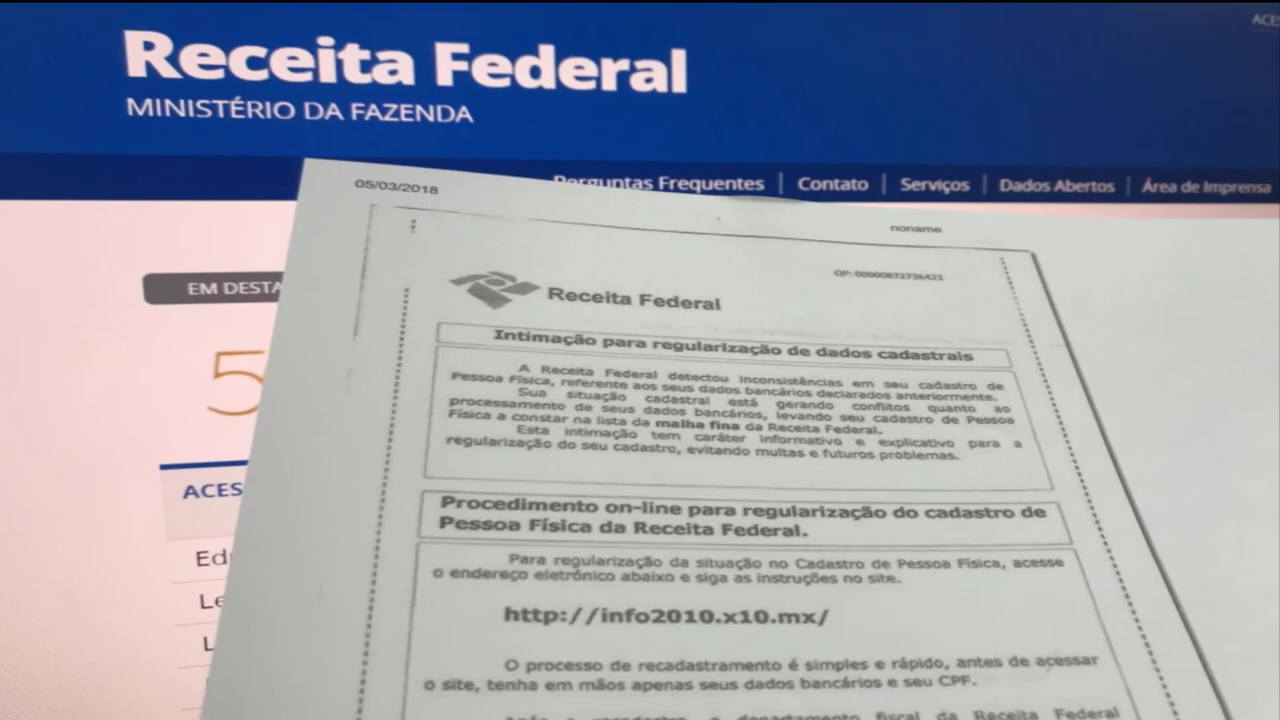 ACES
Receita Federal
MINISTÉRIO DA FAZENDA
Perguntas Frequentes | Contato | Serviços | Dados Abertos | Área de Imprensa
EM DESTA
5
ACES
Ed
Le
L
05/03/2018
noname
Receita Federal
Intimação para regularização de dados cadastrais
A Receita Federal detectou inconsistências em seu cadastro de
Pessoa Física, referente aos seus dados bancários declarados anteriormente.
Sua situação cadastral está gerando conflitos quanto ao
processamento de seus dados bancários, levando seu cadastro de Pessoa
Física a constar na lista da malha fina da Receita Federal.
Esta intimação tem caráter informativo e explicativo para a
regularização do seu cadastro, evitando multas e futuros problemas.
Procedimento on-line para regularização do cadastro de
Pessoa Física da Receita Federal.
Para regularização da situação no Cadastro de Pessoa Física, acesse
o endereço eletrônico abaixo e siga as instruções no site.
http://info2010.x10.mx/
O processo de recadastramento é simples e rápido, antes de acessar
o site, tenha em mãos apenas seus dados bancários e seu CPF.
fiscal da Receita Federal